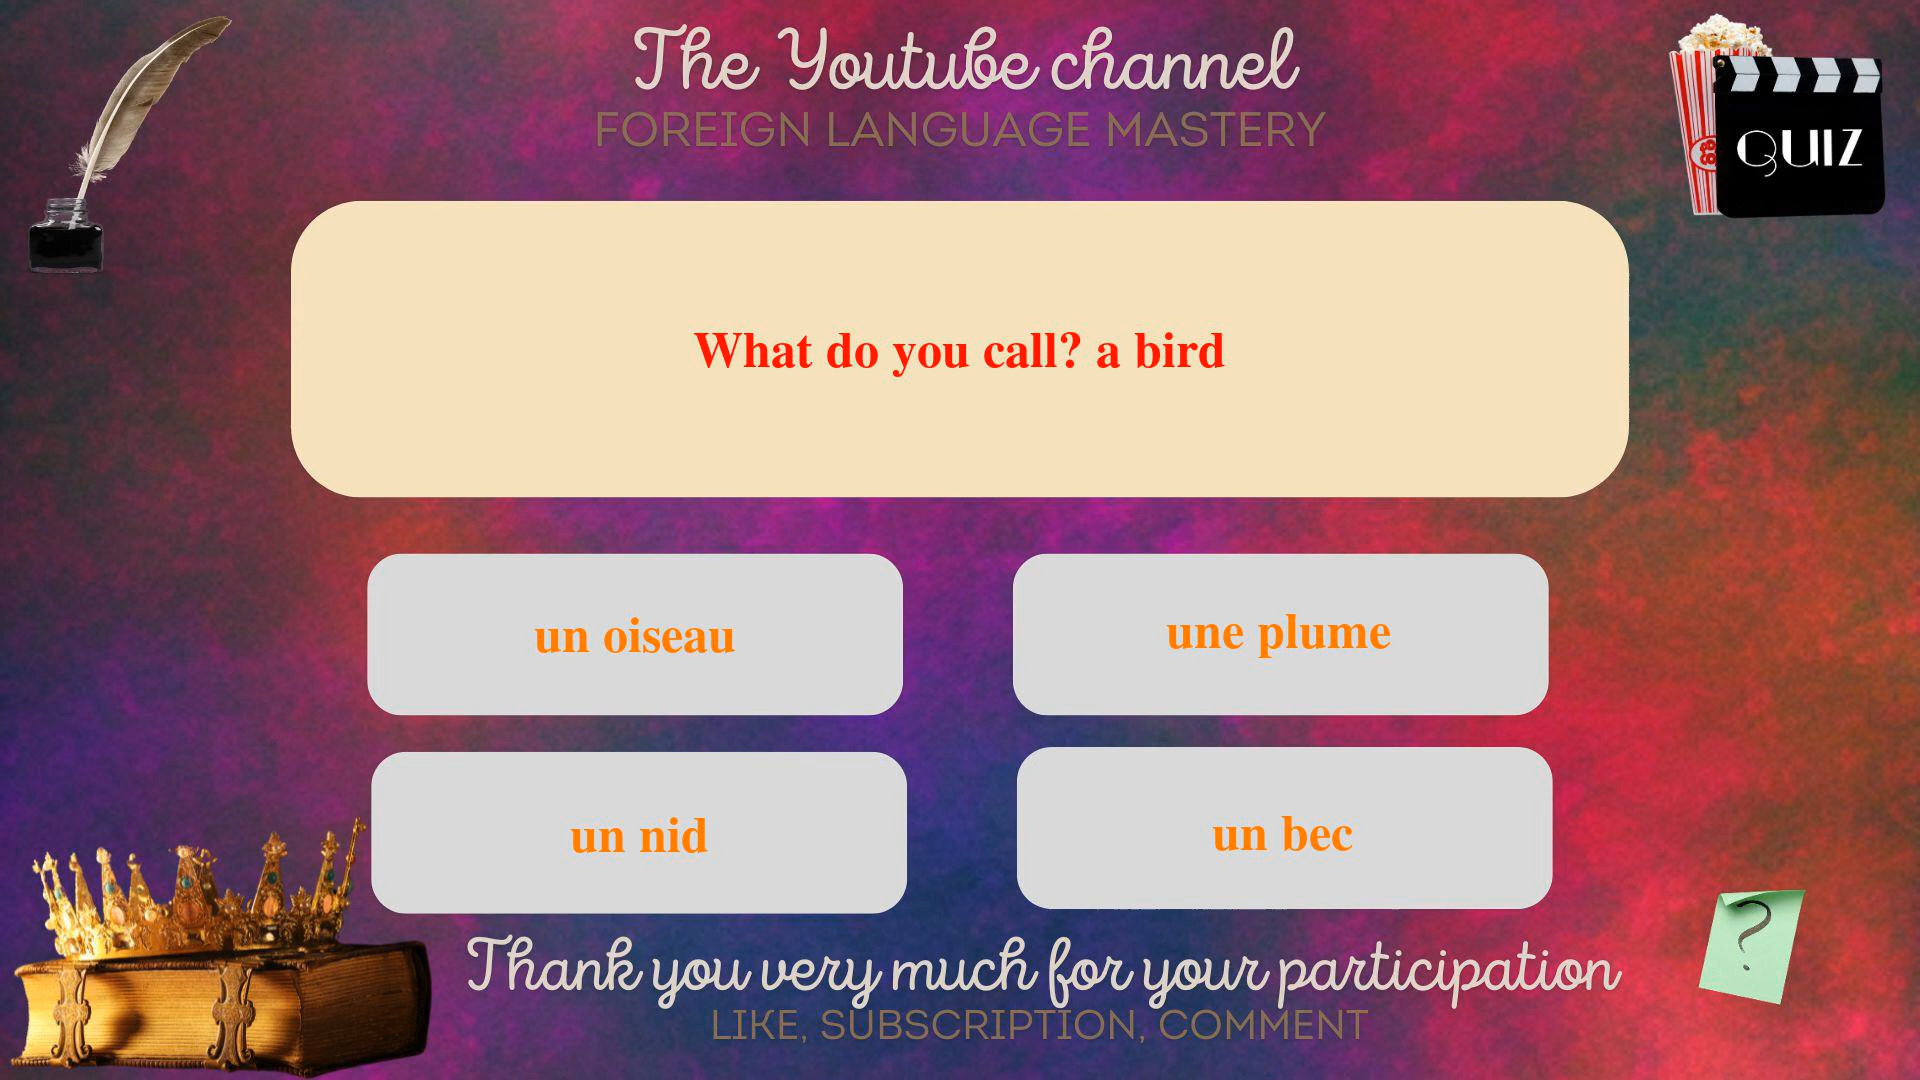 The Youtube channel
FOREIGN LANGUAGE MASTERY
QUIZ
88
What do you call? a bird
un oiseau
une plume
un nid
un bec
?
Thank you very much for your participation
LIKE, SUBSCRIPTION, COMMENT